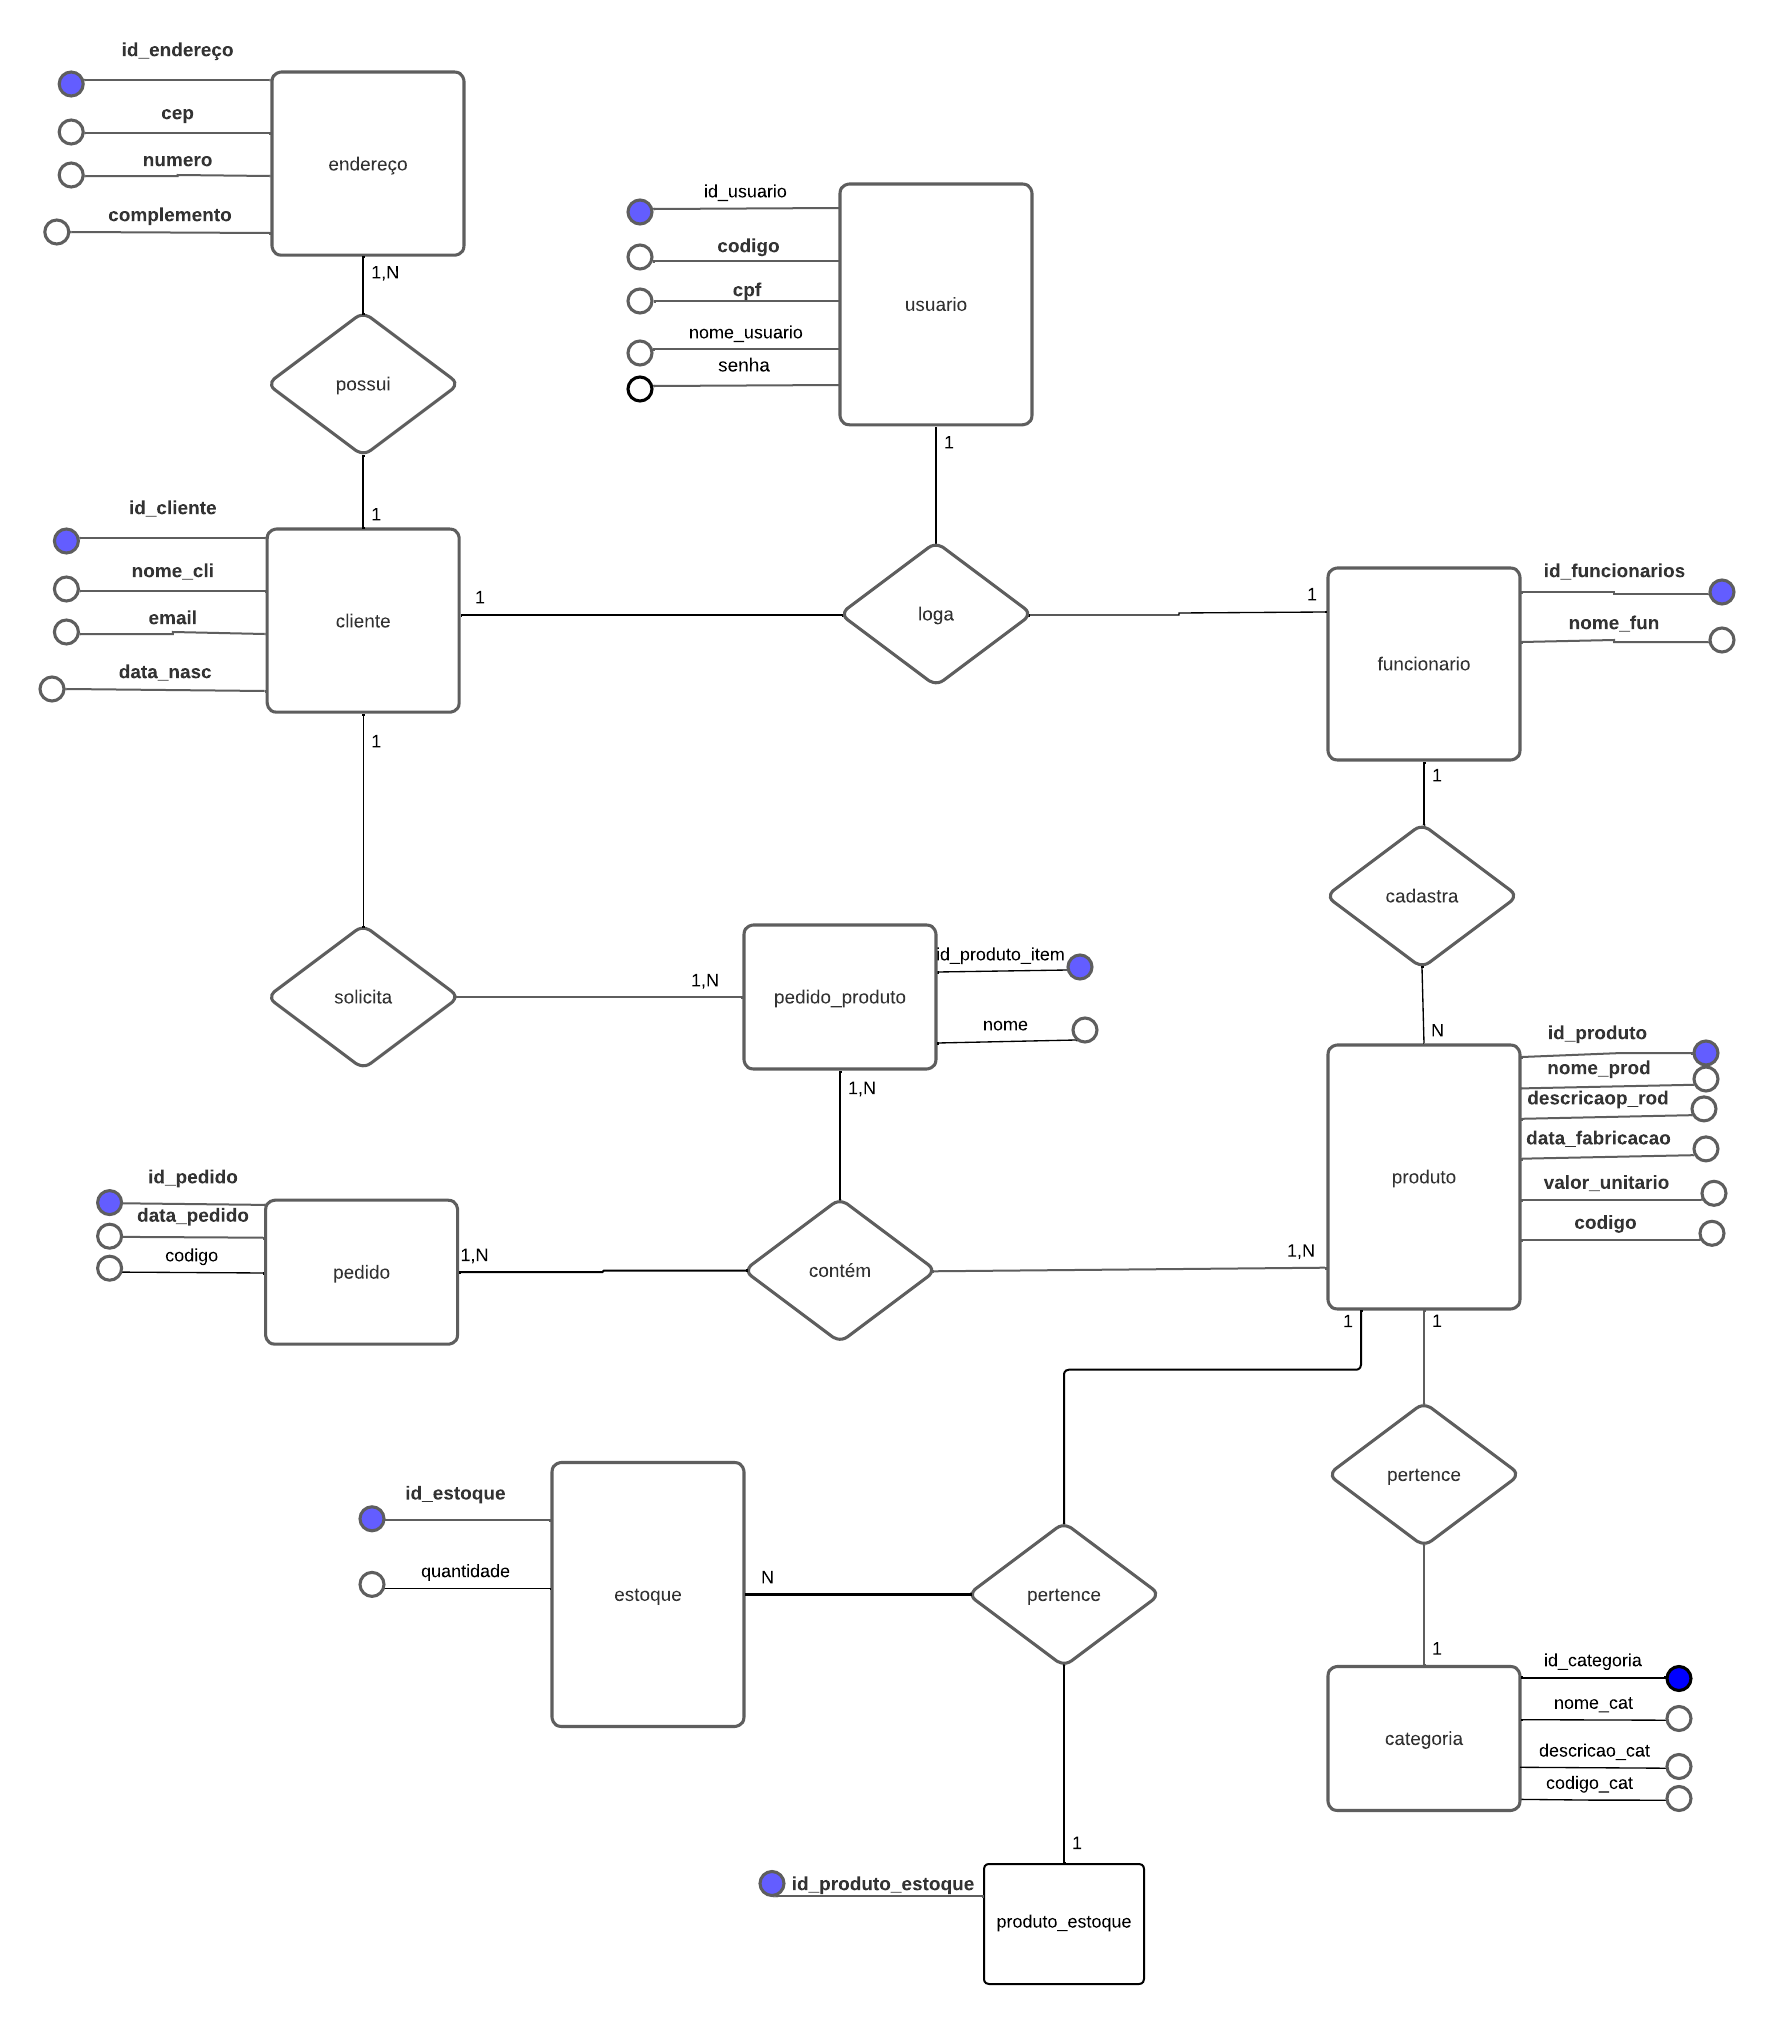 id_endereço
cep
numero
complemento
endereço
1,N
possui
1
id_usuario
codigo
cpf
nome_usuario
senha
usuario
1
id_cliente
nome_cli
email
data_nasc
cliente
1
loga
1
funcionario
id_funcionarios
nome_fun
1
1
cadastra
N
solicita
1,N
pedido_produto
id_produto_item
nome
1,N
id_produto
nome_prod
descricaop_rod
data_fabricacao
valor_unitario
codigo
produto
id_pedido
data_pedido
codigo
pedido
1,N
contém
1,N
1
1
pertence
id_estoque
quantidade
estoque
N
pertence
1
id_categoria
nome_cat
descricao_cat
codigo_cat
categoria
1
id_produto_estoque
produto_estoque